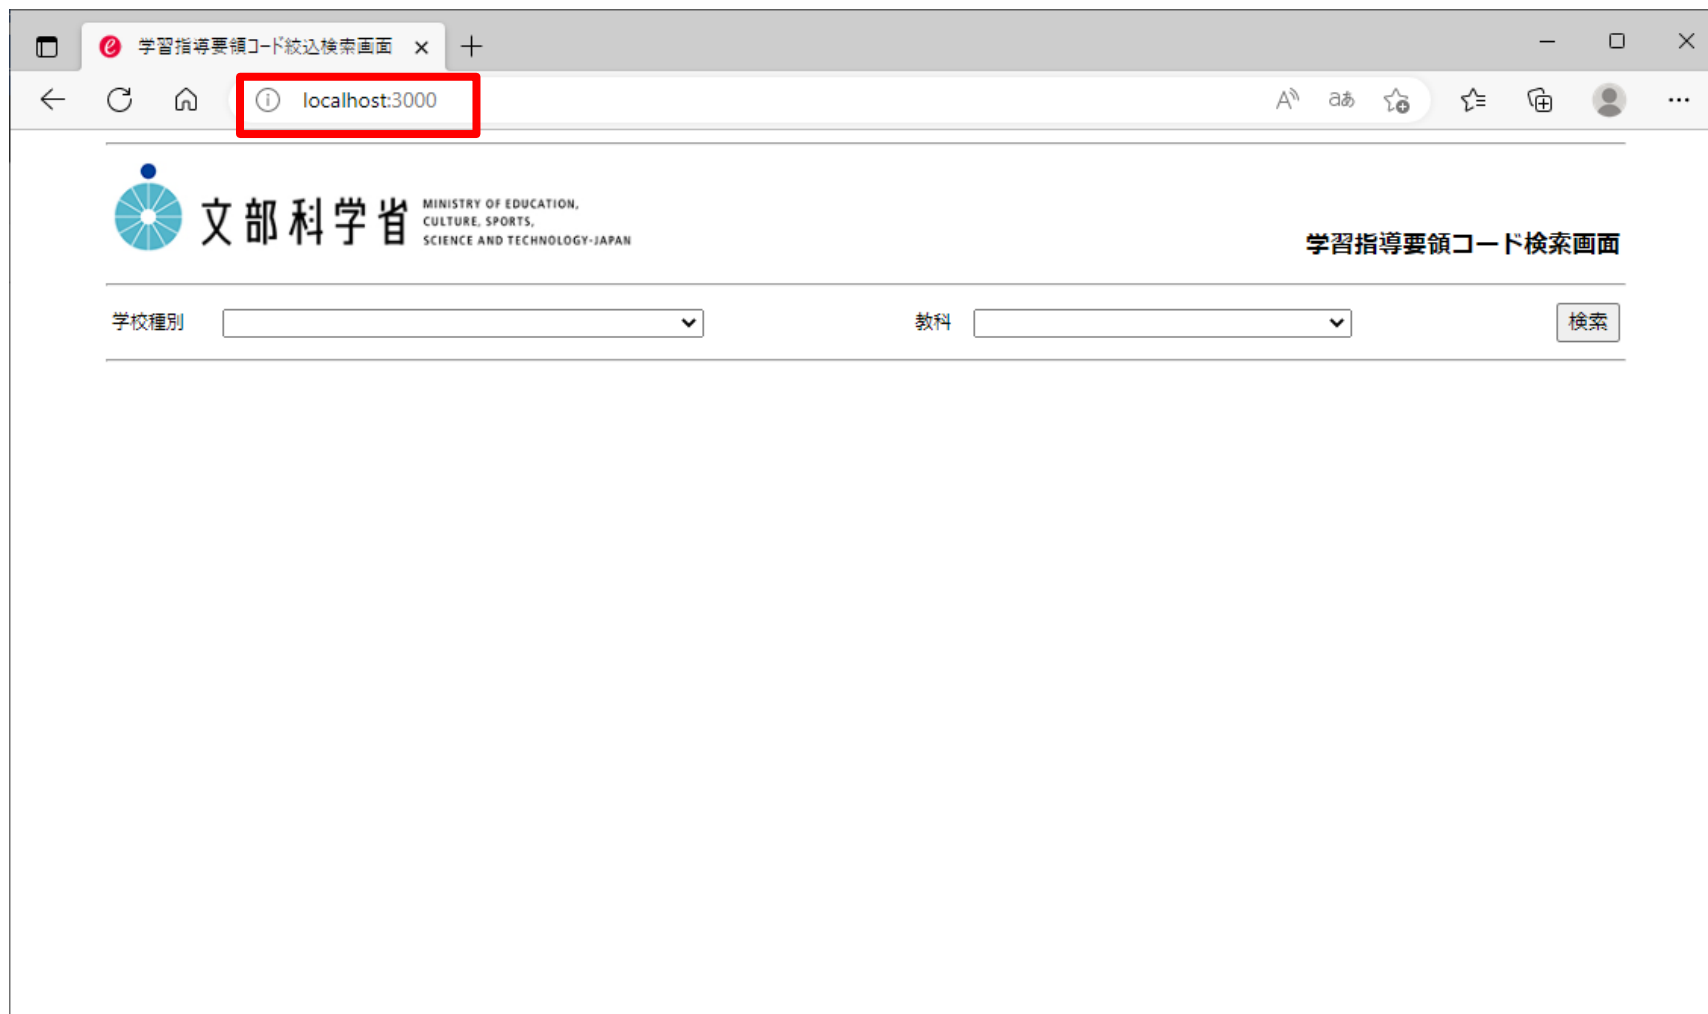 学習指導要領コード絞込検索画面
localhost:3000
文部科学省
MINISTRY OF EDUCATION,
CULTURE, SPORTS,
SCIENCE AND TECHNOLOGY-JAPAN
学習指導要領コード検索画面
学校種別 教科 検索